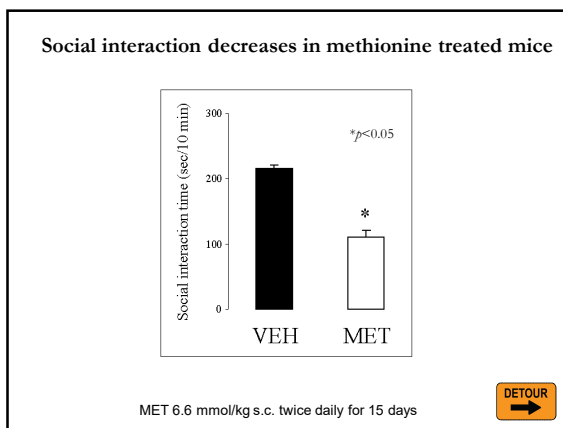 Social interaction decreases in methionine treated mice
Social interaction time (sec/10 min)
300
200
100
0
*p<0.05
*
VEH MET
MET 6.6 mmol/kg s.c. twice daily for 15 days
DETOUR